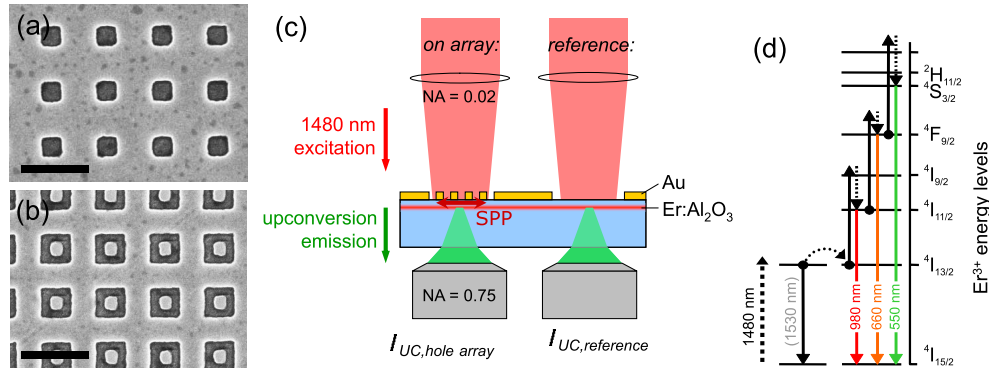 (a)
(b)
(c)
on array:
reference:
NA = 0.02
1480 nm
excitation
Au
SPP
Er:Al₂O₃
upconversion
emission
NA = 0.75
I UC,hole array
I UC,reference
(d)
²H₁₁/₂
⁴S₃/₂
⁴F₉/₂
⁴I₉/₂
⁴I₁₁/₂
⁴I₁₃/₂
⁴I₁₅/₂
1480 nm
(1530 nm)
980 nm
660 nm
550 nm
Er³⁺ energy levels